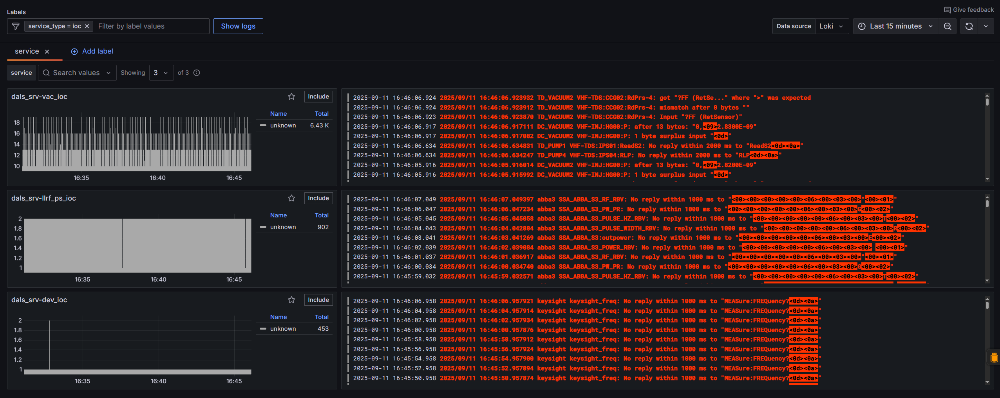 Labels
Give feedback
service_type = ioc
Filter by label values
Show logs
Data source
Loki
Last 15 minutes
service
Add label
service
Search values
Showing
3
of 3
dals_srv-vac_ioc
Include
Name Total
unknown 6.43 K
18
16
14
12
10
16:35 16:40 16:45
2025-09-11 16:46:06.924 2025/09/11 16:46:06.923932 TD_VACUUM2 VHF-TDS:CCG02:RdPrs-4: got "?FF (RetSe..." where ">" was expected
2025-09-11 16:46:06.924 2025/09/11 16:46:06.923912 TD_VACUUM2 VHF-TDS:CCG02:RdPrs-4: mismatch after 0 bytes ""
2025-09-11 16:46:06.923 2025/09/11 16:46:06.923870 TD_VACUUM2 VHF-TDS:CCG02:RdPrs-4: Input "?FF (RetSensor)"
2025-09-11 16:46:06.917 2025/09/11 16:46:06.917111 DC_VACUUM2 VHF-INJ:HG00:P: after 13 bytes: "0,<09>2.8300E-09"
2025-09-11 16:46:06.917 2025/09/11 16:46:06.917082 DC_VACUUM2 VHF-INJ:HG00:P: 1 byte surplus input "<0d>"
2025-09-11 16:46:06.634 2025/09/11 16:46:06.634831 TD_PUMP1 VHF-TDS:IPS01:ReadS2: No reply within 2000 ms to "ReadS2<0d><0a>"
2025-09-11 16:46:06.634 2025/09/11 16:46:06.634247 TD_PUMP4 VHF-TDS:IPS04:RLP: No reply within 2000 ms to "RLP<0d><0a>"
2025-09-11 16:46:05.916 2025/09/11 16:46:05.916014 DC_VACUUM2 VHF-INJ:HG00:P: after 13 bytes: "0,<09>2.8200E-09"
2025-09-11 16:46:05.916 2025/09/11 16:46:05.915992 DC_VACUUM2 VHF-INJ:HG00:P: 1 byte surplus input "<0d>"
dals_srv-llrf_ps_ioc
Include
Name Total
unknown 902
2
1.8
1.6
1.4
1.2
1
16:35 16:40 16:45
2025-09-11 16:46:07.049 2025/09/11 16:46:07.049397 abba3 SSA_ABBA_S3_RF_RBV: No reply within 1000 ms to "<00><00><00><00><00><06><00><03><00>"<00><01>"
2025-09-11 16:46:06.047 2025/09/11 16:46:06.047234 abba3 SSA_ABBA_S3_PW_PR: No reply within 1000 ms to "<00><00><00><00><00><06><00><03><00>G<00><02>"
2025-09-11 16:46:05.045 2025/09/11 16:46:05.045058 abba3 SSA_ABBA_S3_PULSE_HZ_RBV: No reply within 1000 ms to "<00><00><00><00><00><06><00><03><00>T<00><02>"
2025-09-11 16:46:04.043 2025/09/11 16:46:04.042884 abba3 SSA_ABBA_S3_PULSE_WIDTH_RBV: No reply within 1000 ms to "<00><00><00><00><00><06><00><03><00>R<00><02>"
2025-09-11 16:46:03.041 2025/09/11 16:46:03.041269 abba3 SSA_ABBA_S3:outpower: No reply within 1000 ms to "<00><00><00><00><00><06><00><03><00>E<00><02>"
2025-09-11 16:46:02.039 2025/09/11 16:46:02.039084 abba3 SSA_ABBA_S3_POWER_RBV: No reply within 1000 ms to "<00><00><00><00><00><06><00><03><00> <00><01>"
2025-09-11 16:46:01.037 2025/09/11 16:46:01.036917 abba3 SSA_ABBA_S3_RF_RBV: No reply within 1000 ms to "<00><00><00><00><00><06><00><03><00>"<00><01>"
2025-09-11 16:46:00.034 2025/09/11 16:46:00.034740 abba3 SSA_ABBA_S3_PW_PR: No reply within 1000 ms to "<00><00><00><00><00><06><00><03><00>G<00><02>"
2025-09-11 16:45:59.032 2025/09/11 16:45:59.032571 abba3 SSA_ABBA_S3_PULSE_HZ_RBV: No reply within 1000 ms to "<00><00><00><00><00><06><00><03><00>T<00><02>"
dals_srv-dev_ioc
Include
Name Total
unknown 453
2
1.8
1.6
1.4
1.2
1
16:35 16:40 16:45
2025-09-11 16:46:06.958 2025/09/11 16:46:06.957921 keysight keysight_freq: No reply within 1000 ms to "MEASure:FREQuency?<0d><0a>"
2025-09-11 16:46:04.958 2025/09/11 16:46:04.957914 keysight keysight_freq: No reply within 1000 ms to "MEASure:FREQuency?<0d><0a>"
2025-09-11 16:46:02.958 2025/09/11 16:46:02.957934 keysight keysight_freq: No reply within 1000 ms to "MEASure:FREQuency?<0d><0a>"
2025-09-11 16:46:00.958 2025/09/11 16:46:00.957876 keysight keysight_freq: No reply within 1000 ms to "MEASure:FREQuency?<0d><0a>"
2025-09-11 16:45:58.958 2025/09/11 16:45:58.957912 keysight keysight_freq: No reply within 1000 ms to "MEASure:FREQuency?<0d><0a>"
2025-09-11 16:45:56.958 2025/09/11 16:45:56.957924 keysight keysight_freq: No reply within 1000 ms to "MEASure:FREQuency?<0d><0a>"
2025-09-11 16:45:54.958 2025/09/11 16:45:54.957900 keysight keysight_freq: No reply within 1000 ms to "MEASure:FREQuency?<0d><0a>"
2025-09-11 16:45:52.958 2025/09/11 16:45:52.957894 keysight keysight_freq: No reply within 1000 ms to "MEASure:FREQuency?<0d><0a>"
2025-09-11 16:45:50.958 2025/09/11 16:45:50.957874 keysight keysight_freq: No reply within 1000 ms to "MEASure:FREQuency?<0d><0a>"